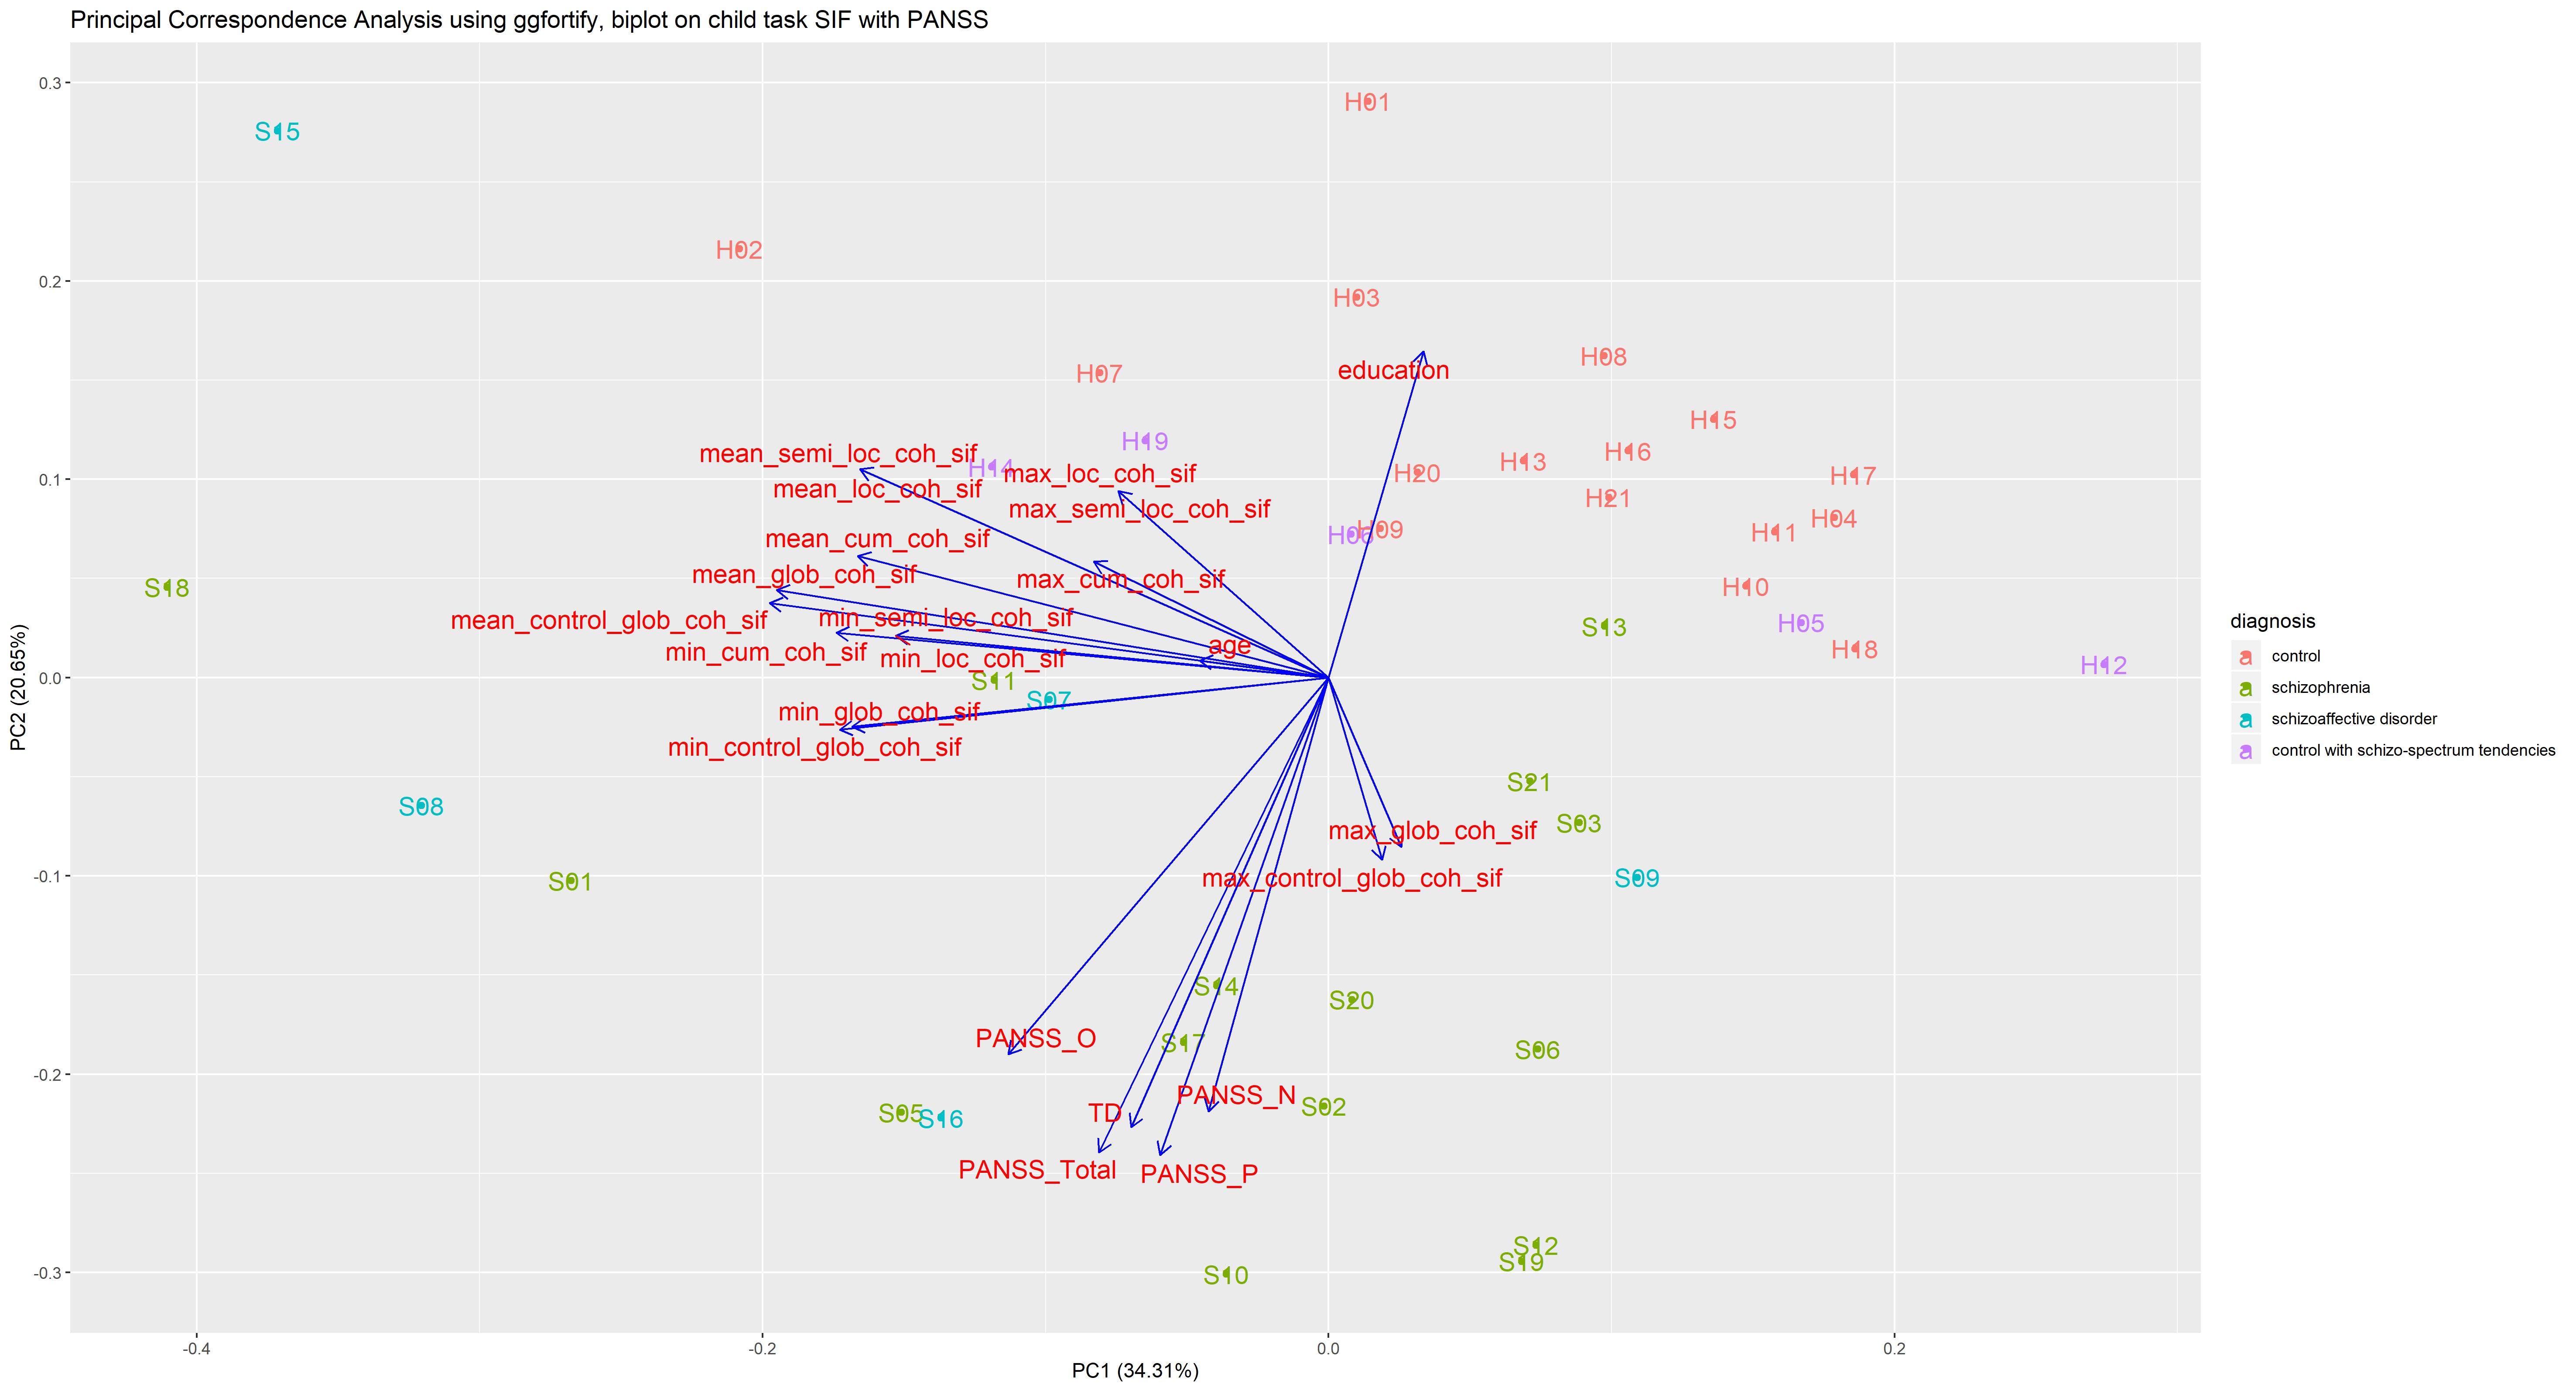 Principal Correspondence Analysis using ggfortify, biplot on child task SIF with PANSS
0.3
H01
S15
H02
0.2
H03
education
H08
H07
H15
H19
mean_semi_loc_coh_sif
H14
max_loc_coh_sif
H16
H13
H20
H17
0.1
mean_loc_coh_sif
H21
max_semi_loc_coh_sif
H04
H06
H09
H11
mean_cum_coh_sif
mean_glob_coh_sif
max_cum_coh_sif
S18
H10
mean_control_glob_coh_sif
min_semi_loc_coh_sif
S13
H05
diagnosis
age
H18
min_cum_coh_sif
min_loc_coh_sif
H12
control
0.0
S11
schizophrenia
S07
min_glob_coh_sif
schizoaffective disorder
min_control_glob_coh_sif
control with schizo-spectrum tendencies
PC2 (20.65%)
S21
S08
S03
max_glob_coh_sif
-0.1
S01
max_control_glob_coh_sif
S09
S14
S20
PANSS_O
S17
S06
-0.2
PANSS_N
S02
S05
S16
TD
PANSS_Total
PANSS_P
S12
S19
-0.3
S10
-0.4
-0.2
0.0
0.2
PC1 (34.31%)
a
a
a
a